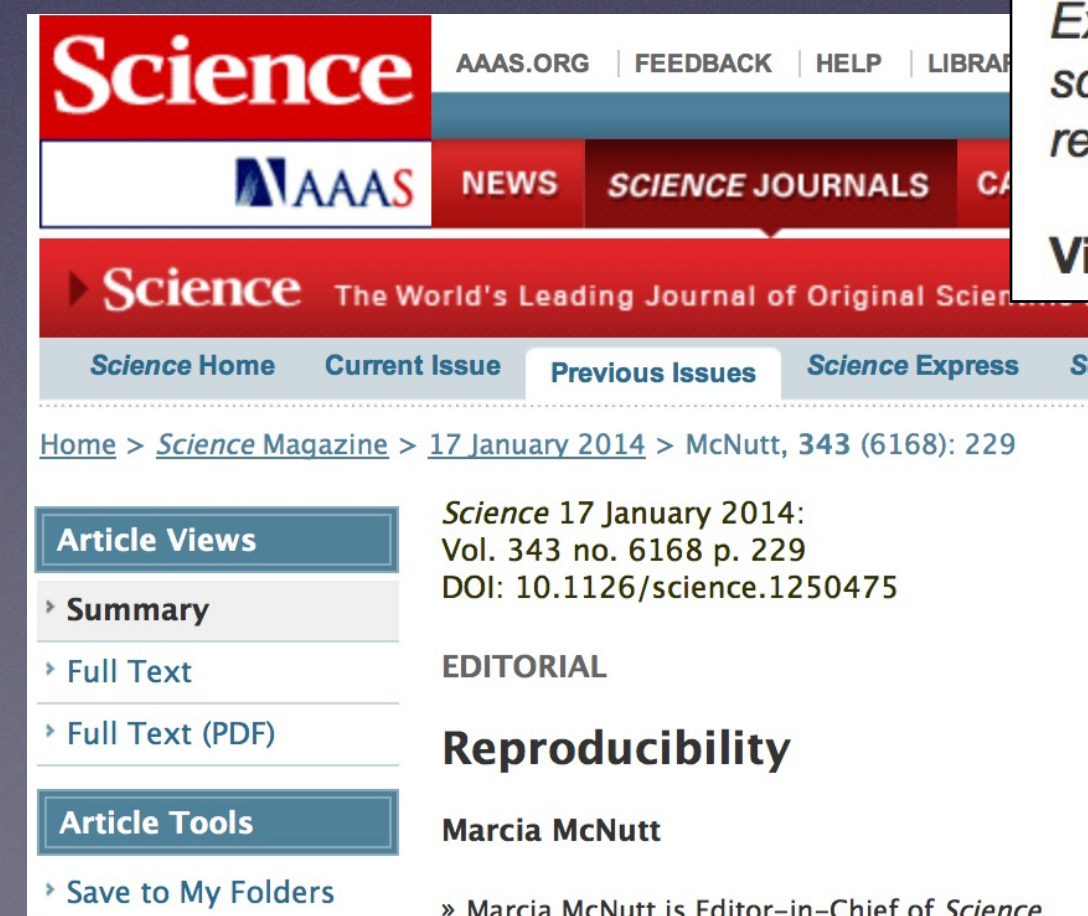 Science
AAAS.ORG | FEEDBACK | HELP |
AAAS
NEWS SCIENCE JOURNALS
Science The World's Leading Journal of Original
Science Home Current Issue Previous Issues Science Express
Home > Science Magazine > 17 January 2014 > McNutt, 343 (6168): 229
Article Views
Summary
Full Text
Full Text (PDF)
Article Tools
Save to My Folders
Science 17 January 2014:
Vol. 343 no. 6168 p. 229
DOI: 10.1126/science.1250475
EDITORIAL
Reproducibility
Marcia McNutt
» Marcia McNutt is Editor-in-Chief of Science